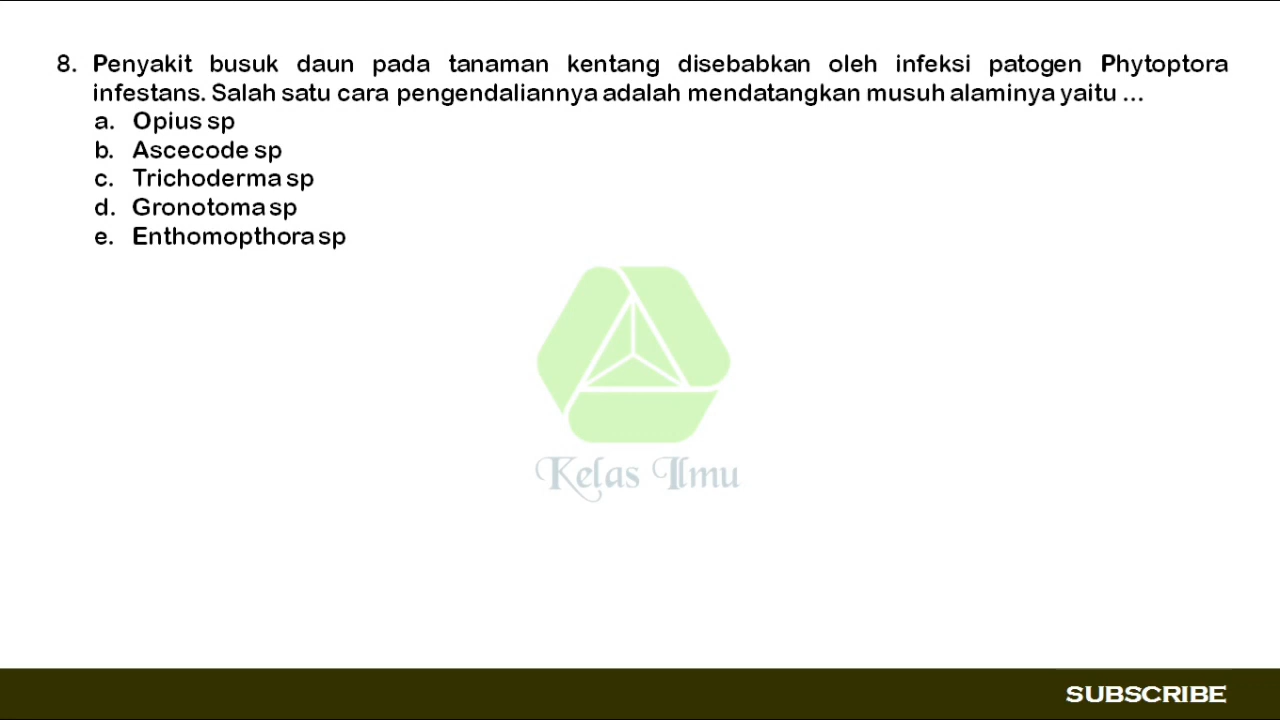 8. Penyakit busuk daun pada tanaman kentang disebabkan oleh infeksi patogen Phytoptora
infestans. Salah satu cara pengendaliannya adalah mendatangkan musuh alaminya yaitu ...
a. Opius sp
b. Ascecode sp
c. Trichoderma sp
d. Gronotoma sp
e. Enthomopthora sp
Kelas Ilmu
SUBSCRIBE